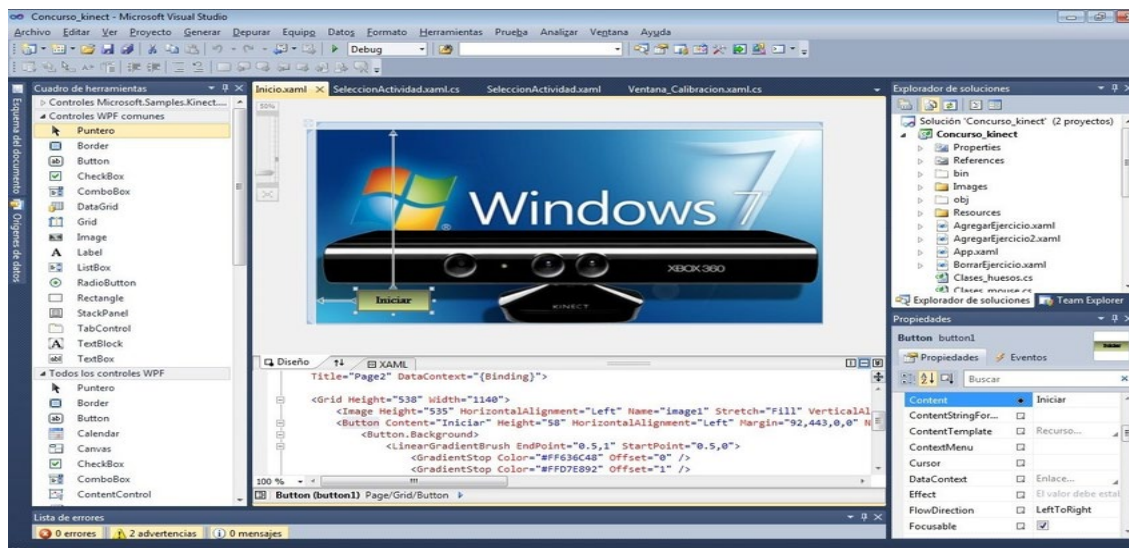 Concurso_kinect - Microsoft Visual Studio
Archivo Editar Ver Proyecto Generar Depurar Equipo Datos Formato Herramientas Prueba Analizar Ventana Ayuda
Debug
Cuadro de herramientas
Controles Microsoft.Samples.Kinect....
Controles WPF comunes
Puntero
Border
Button
CheckBox
ComboBox
DataGrid
Grid
Image
Label
ListBox
RadioButton
Rectangle
StackPanel
TabControl
TextBlock
TextBox
Todos los controles WPF
Puntero
Border
Button
Calendar
Canvas
CheckBox
ComboBox
ContentControl
Esquema del documento
Orígenes de datos
Inicio.xaml SeleccionActividad.xaml.cs SeleccionActividad.xaml Ventana_Calibracion.xaml.cs
50%
Windows 7
XBOX 360
KINECT
Iniciar
Diseño XAML
Title="Page2" DataContext="{Binding}">
<Grid Height="538" Width="1140">
<Image Height="535" HorizontalAlignment="Left" Name="image1" Stretch="Fill" VerticalAl
<Button Content="Iniciar" Height="58" HorizontalAlignment="Left" Margin="92,443,0,0" N
<Button.Background>
<LinearGradientBrush EndPoint="0.5,1" StartPoint="0.5,0">
<GradientStop Color="#FF636C48" Offset="0" />
<GradientStop Color="#FFD7E892" Offset="1" />
100 %
Button (button1) Page/Grid/Button
Explorador de soluciones
Solución 'Concurso_kinect' (2 proyectos)
Concurso_kinect
Properties
References
bin
Images
obj
Resources
AgregarEjercicio.xaml
AgregarEjercicio2.xaml
App.xaml
BorrarEjercicio.xaml
Clases_huesos.cs
Clases_mouse.cs
Explorador de soluciones Team Explorer
Propiedades
Button button1
Propiedades Eventos
Buscar
Content Iniciar
ContentStringFor...
ContentTemplate Recurso...
ContextMenu
Cursor
DataContext Enlace...
Effect El valor debe estal
FlowDirection LeftToRight
Focusable
Lista de errores
0 errores 2 advertencias 0 mensajes